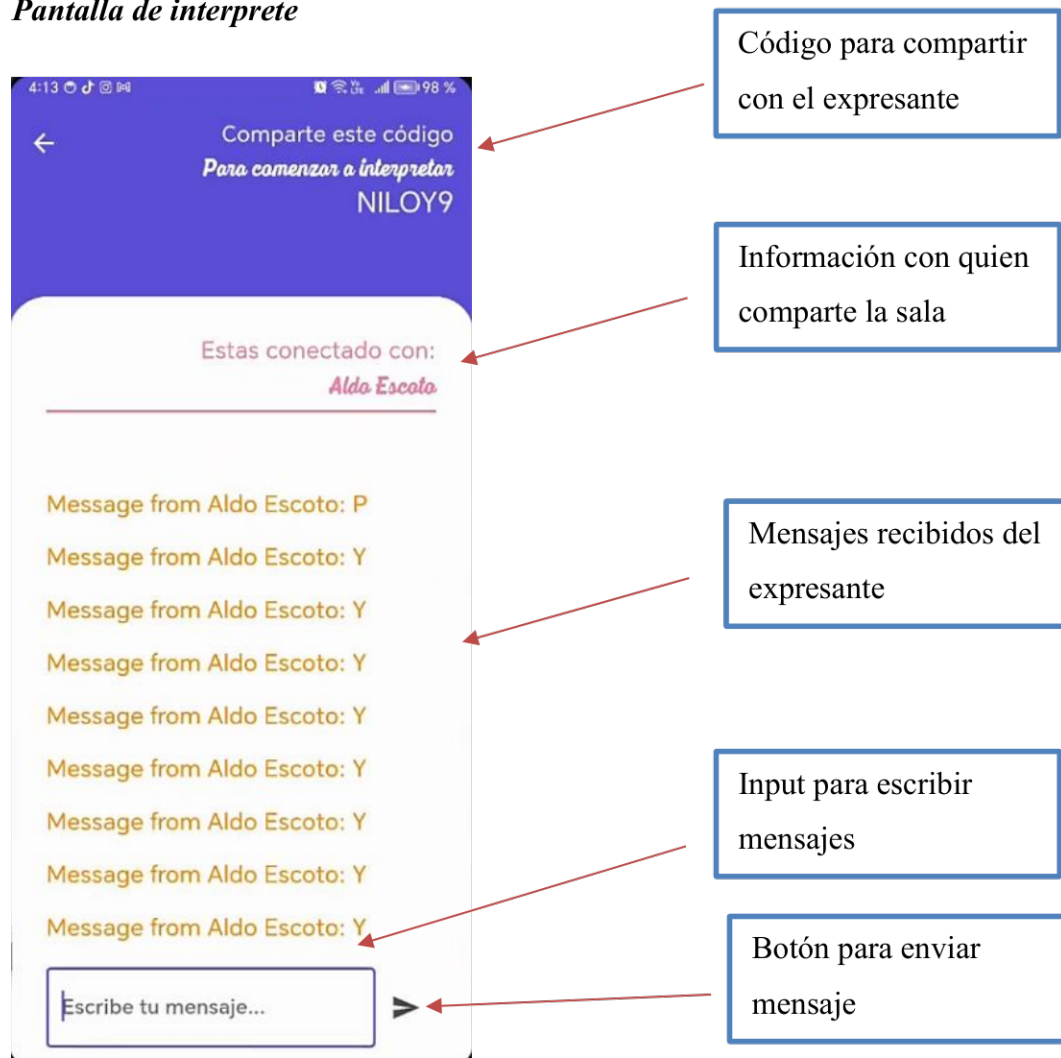 Pantalla de interprete
4:13 98 %
Comparte este código
Para comenzar a interpretar
NILOY9
Estas conectado con:
Aldo Escoto
Message from Aldo Escoto: P
Message from Aldo Escoto: Y
Message from Aldo Escoto: Y
Message from Aldo Escoto: Y
Message from Aldo Escoto: Y
Message from Aldo Escoto: Y
Message from Aldo Escoto: Y
Message from Aldo Escoto: Y
Message from Aldo Escoto: Y
Escribe tu mensaje...
Código para compartir
con el expresante
Información con quien
comparte la sala
Mensajes recibidos del
expresante
Input para escribir
mensajes
Botón para enviar
mensaje